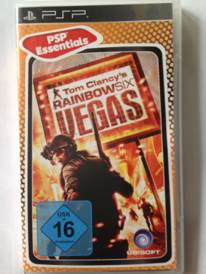 PSP
PSP
Essentials
Tom Clancy's
RAINBOWSIX
VEGAS
USK
16
UBISOFT